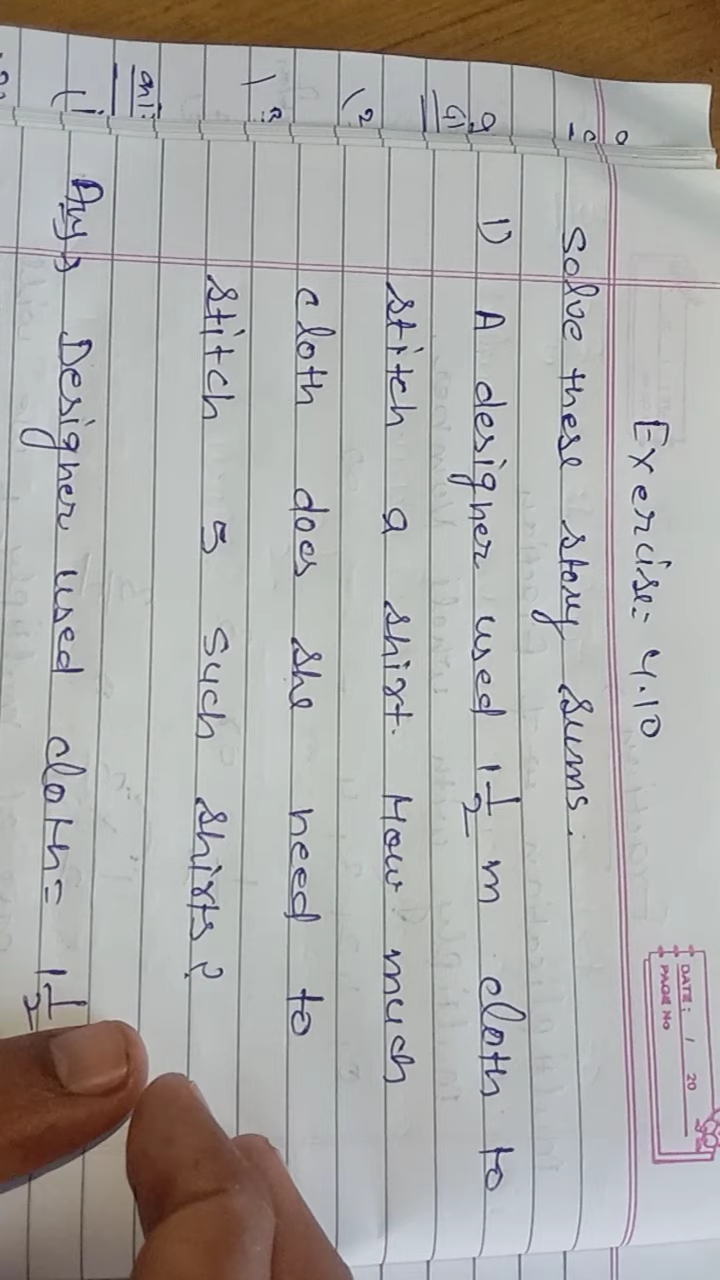 DATE: / 20
PAGE NO
Exercise: 4.10
Solve these story sums.
1) A designer used 1 1/2 m cloth to
stitch a shirt. How much
cloth does she need to
stitch 5 such shirts?
Ans Designer used cloth = 1 1/2